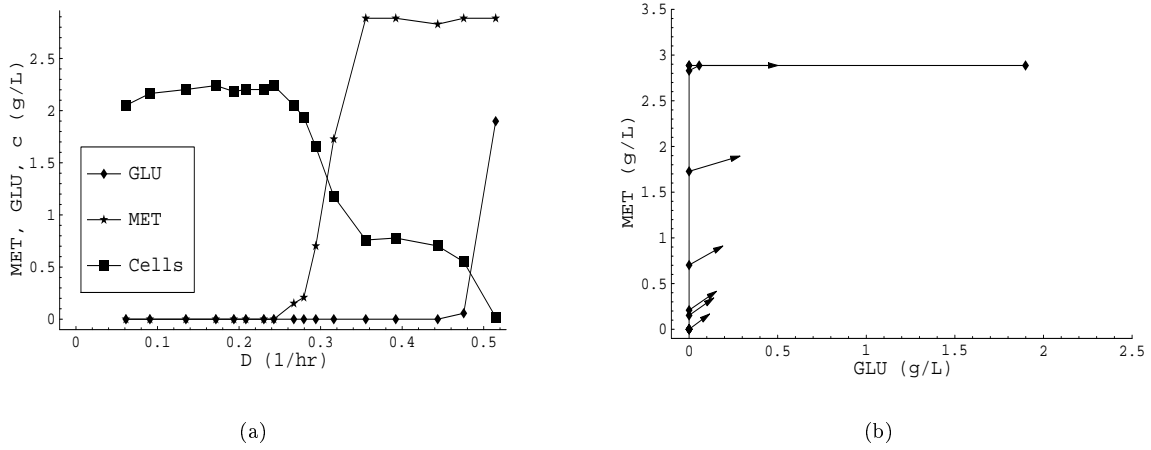 MET, GLU, c (g/L)
2.5
2
1.5
1
0.5
0
GLU
MET
Cells
0 0.1 0.2 0.3 0.4 0.5
D (1/hr)
(a)
MET (g/L)
3.5
3
2.5
2
1.5
1
0.5
0
0 0.5 1 1.5 2 2.5
GLU (g/L)
(b)